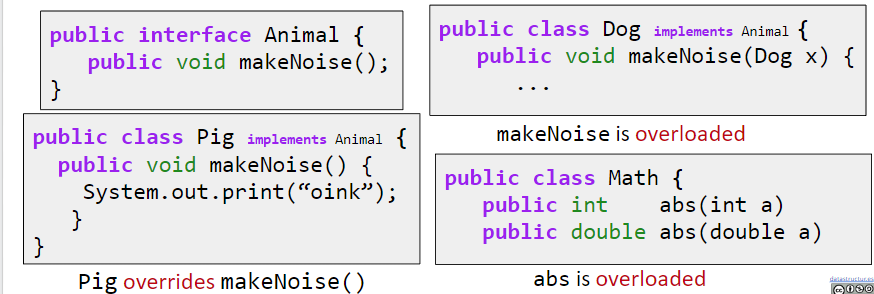 public interface Animal {
public void makeNoise();
}
public class Pig implements Animal {
public void makeNoise() {
System.out.print(“oink”);
}
}
Pig overrides makeNoise()
public class Dog implements Animal {
public void makeNoise(Dog x) {
...
makeNoise is overloaded
public class Math {
public int abs(int a)
public double abs(double a)
abs is overloaded
datastructur.es